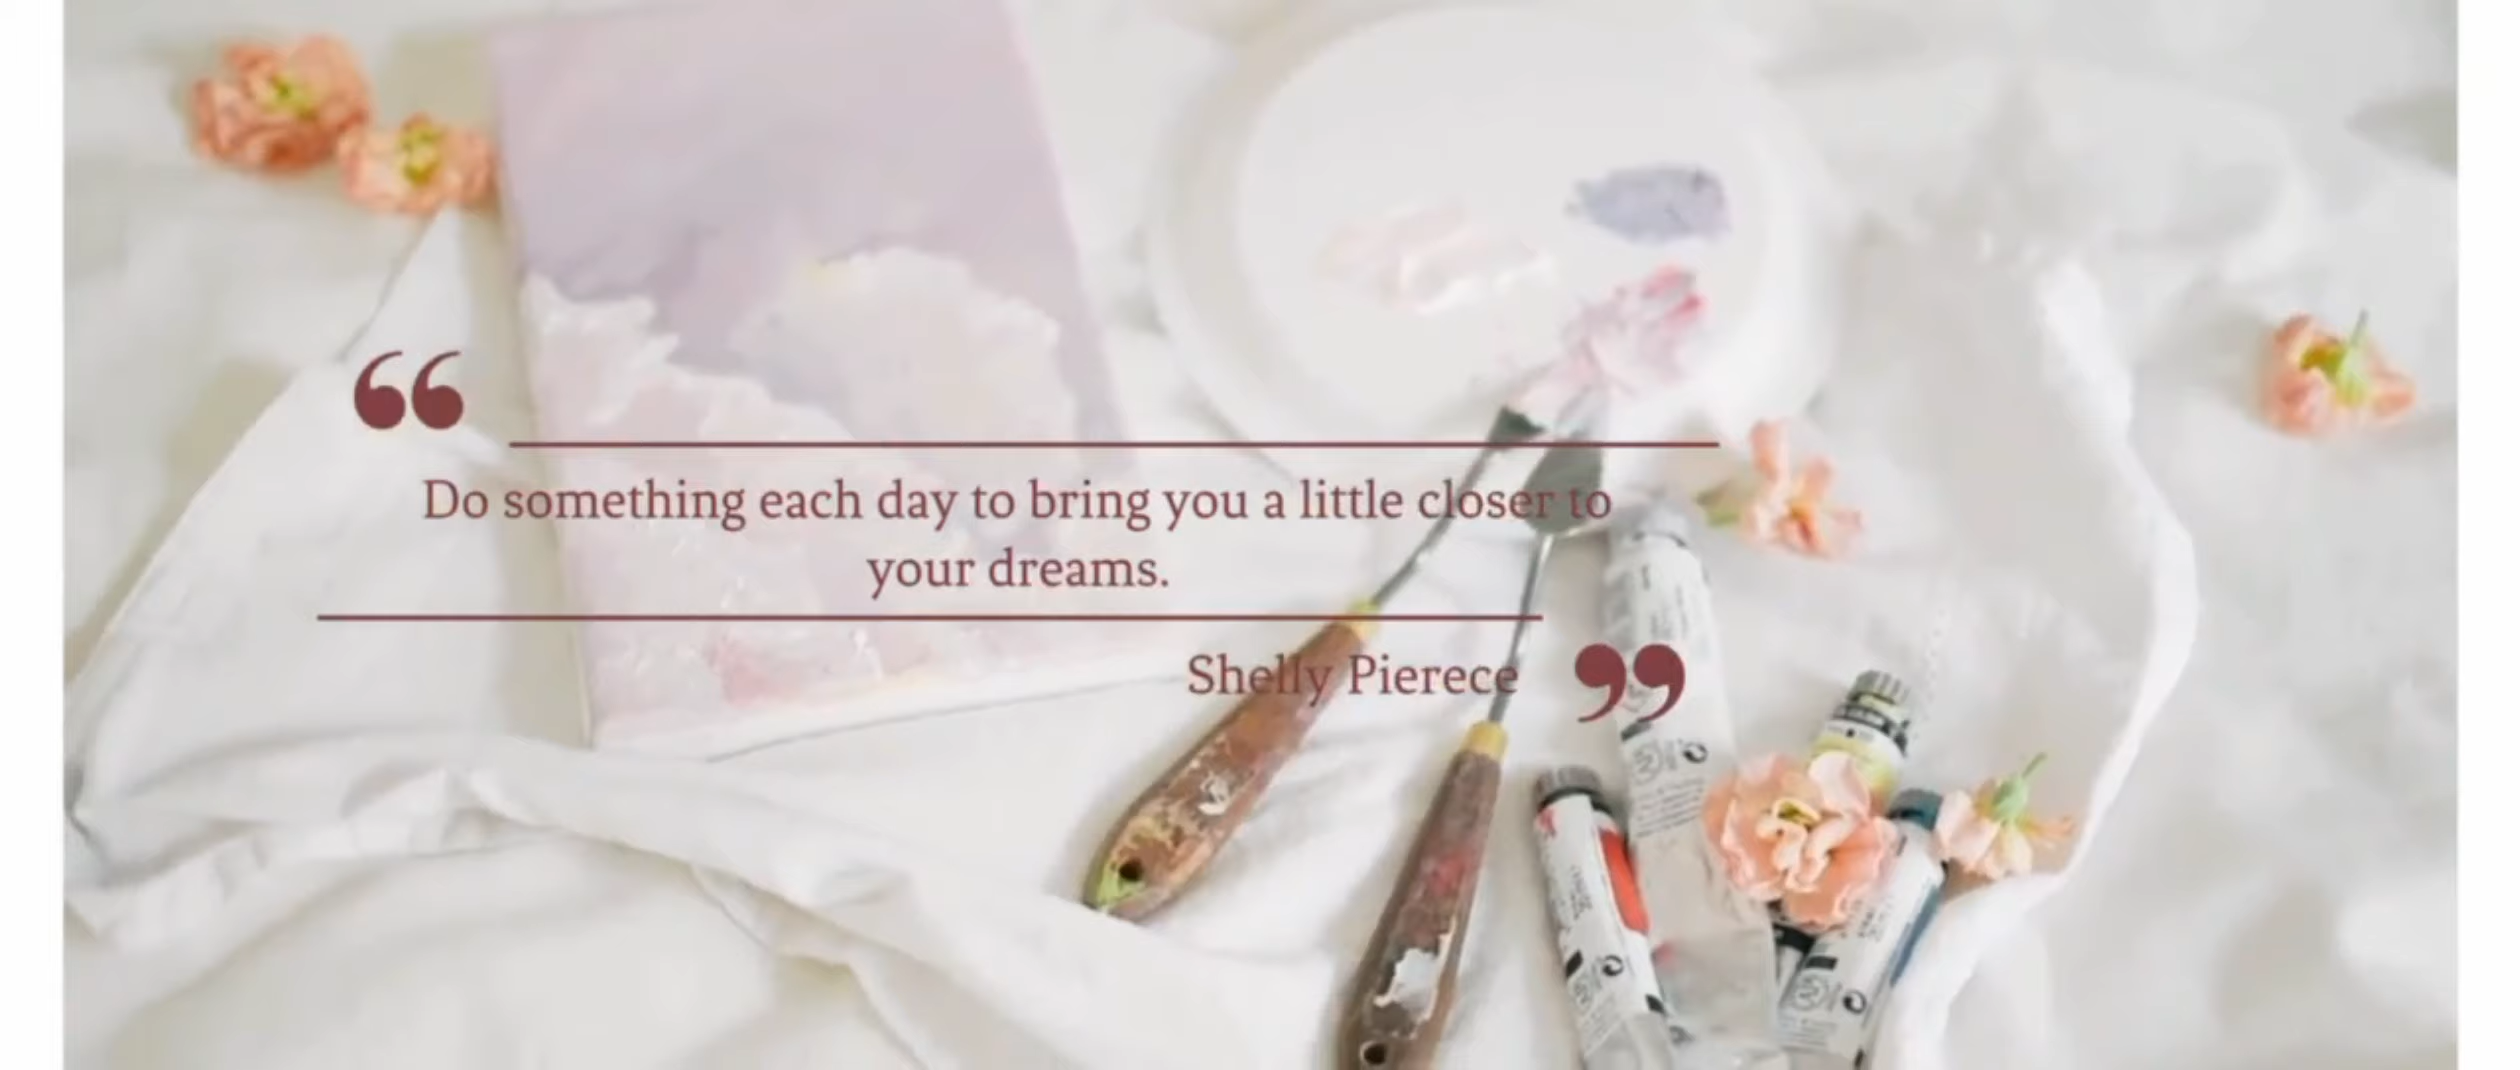 “
Do something each day to bring you a little closer to
your dreams.
Shelly Pierece
”